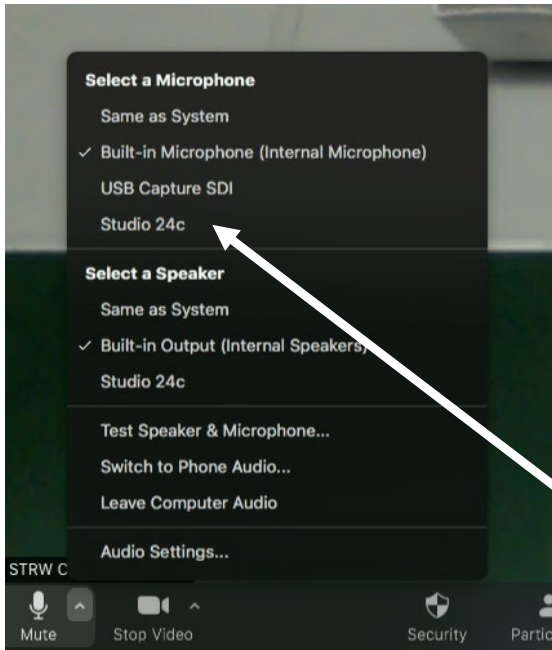 Select a Microphone
Same as System
✓ Built-in Microphone (Internal Microphone)
USB Capture SDI
Studio 24c
Select a Speaker
Same as System
✓ Built-in Output (Internal Speakers)
Studio 24c
Test Speaker & Microphone...
Switch to Phone Audio...
Leave Computer Audio
Audio Settings...
STRW C
Mute
Stop Video
Security
Partic